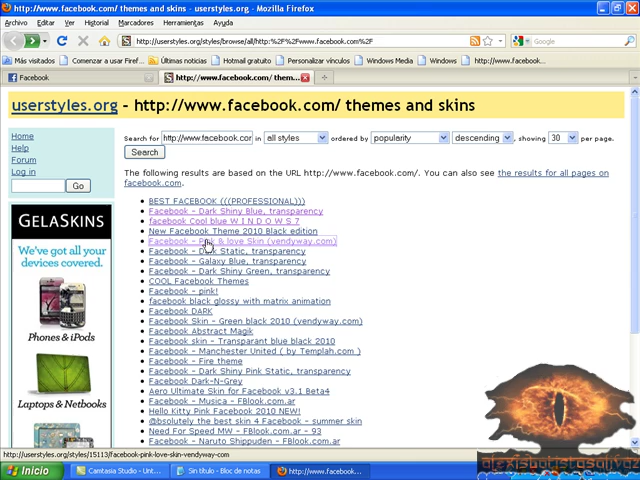 http://www.facebook.com/ themes and skins - userstyles.org - Mozilla Firefox
Archivo Editar Ver Historial Marcadores Herramientas Ayuda
http://userstyles.org/styles/browse/all/http:%2F%2Fwww.facebook.com%2F
Google
Más visitados Comenzar a usar Firef... Últimas noticias Hotmail gratuito Personalizar vínculos Windows Media Windows http://www.facebook....
Facebook http://www.facebook.com/ them...
userstyles.org - http://www.facebook.com/ themes and skins
Home
Help
Forum
Log in
Go
Search for http://www.facebook.cor in all styles ordered by popularity descending , showing 30 per page.
Search
The following results are based on the URL http://www.facebook.com/. You can also see the results for all pages on
facebook.com.
BEST FACEBOOK (((PROFESSIONAL)))
Facebook - Dark Shiny Blue, transparency
facebook Cool blue W I N D O W S 7
New Facebook Theme 2010 Black edition
Facebook - Pink & love Skin (vendyway.com)
Facebook - Dark Static, transparency
Facebook - Galaxy Blue, transparency
Facebook - Dark Shiny Green, transparency
COOL Facebook Themes
Facebook - pink!
facebook black glossy with matrix animation
Facebook DARK
Facebook Skin - Green black 2010 (vendyway.com)
Facebook Abstract Magik
Facebook skin - Transparant blue black 2010
Facebook - Manchester United ( by Templah.com )
Facebook - Fire theme
Facebook - Dark Shiny Pink Static, transparency
Facebook Dark-N-Grey
Aero Ultimate Skin for Facebook v3.1 Beta4
Facebook - Musica - FBlook.com.ar
Hello Kitty Pink Facebook 2010 NEW!
@bsolutely the best skin 4 Facebook - summer skin
Need For Speed MW - FBlook.com.ar - 93
Facebook - Naruto Shippuden - FBlook.com.ar
GELASKINS
We've got all your
devices covered.
Phones & iPods
Laptops & Netbooks
http://userstyles.org/styles/15113/facebook-pink-love-skin-vendyway-com
Inicio Camtasia Studio - Unt... Sin título - Bloc de notas http://www.facebook....